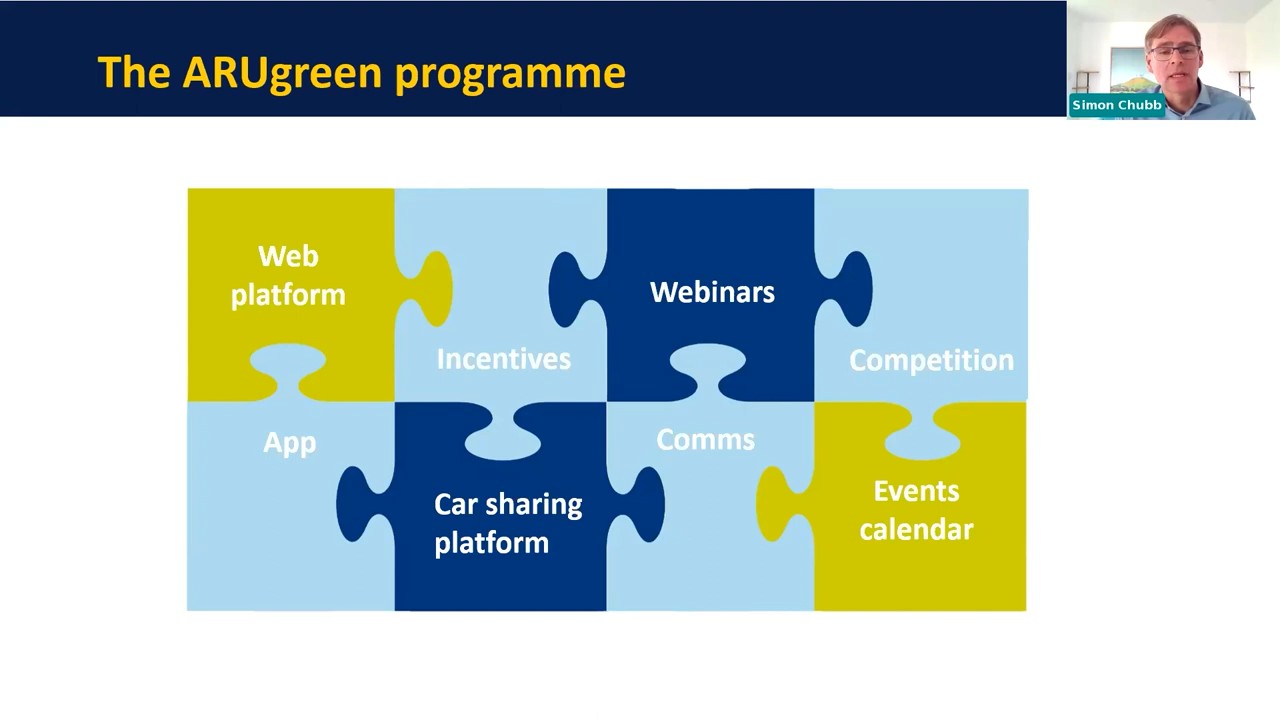 The ARUgreen programme
Simon Chubb
Web
platform
Incentives
Webinars
Competition
App
Car sharing
platform
Comms
Events
calendar